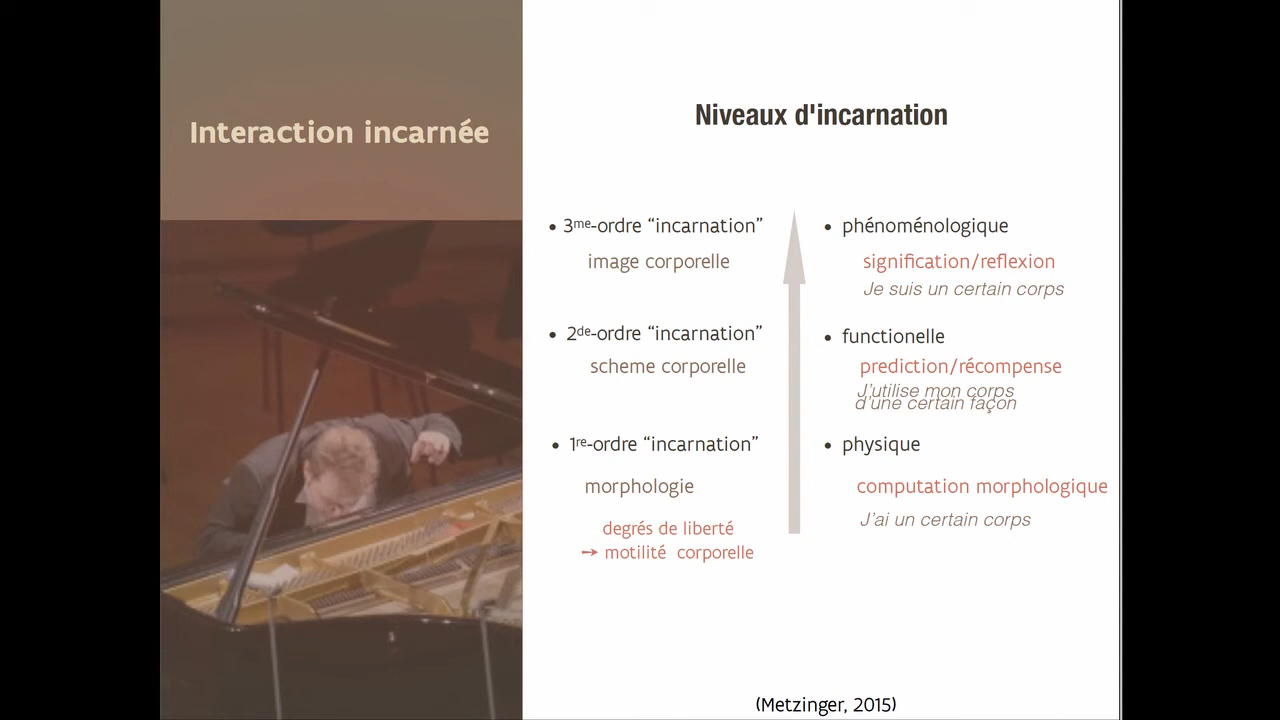 Interaction incarnée
Niveaux d'incarnation
• 3me-ordre “incarnation”
image corporelle
• 2de-ordre “incarnation”
scheme corporelle
• 1re-ordre “incarnation”
morphologie
degrés de liberté
➙ motilité corporelle
• phénoménologique
signification/reflexion
Je suis un certain corps
• functionelle
prediction/récompense
J'utilise mon corps
d'une certain façon
• physique
computation morphologique
J'ai un certain corps
(Metzinger, 2015)